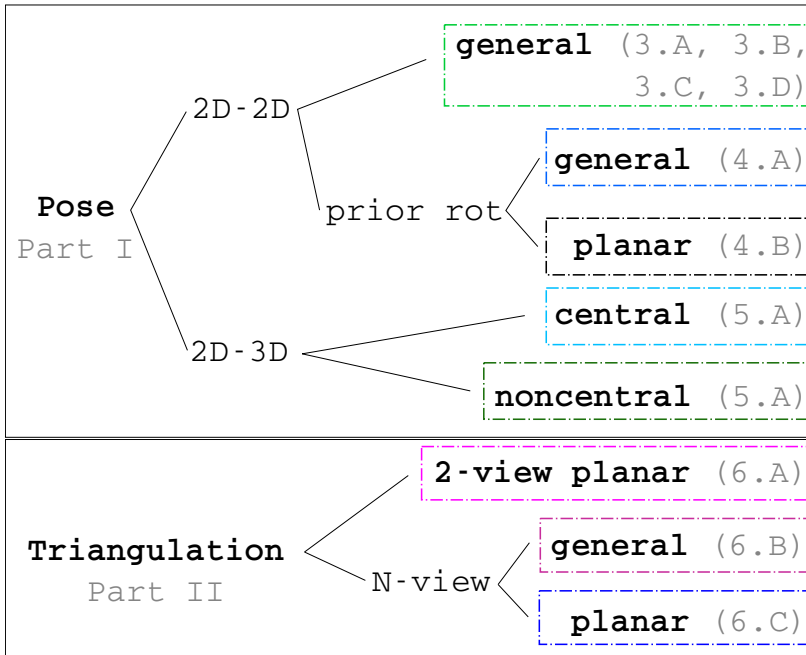 general (3.A, 3.B,
3.C, 3.D)
2D-2D
general (4.A)
prior rot
Pose
Part I
planar (4.B)
central (5.A)
2D-3D
noncentral (5.A)
2-view planar (6.A)
general (6.B)
Triangulation
Part II
N-view
planar (6.C)